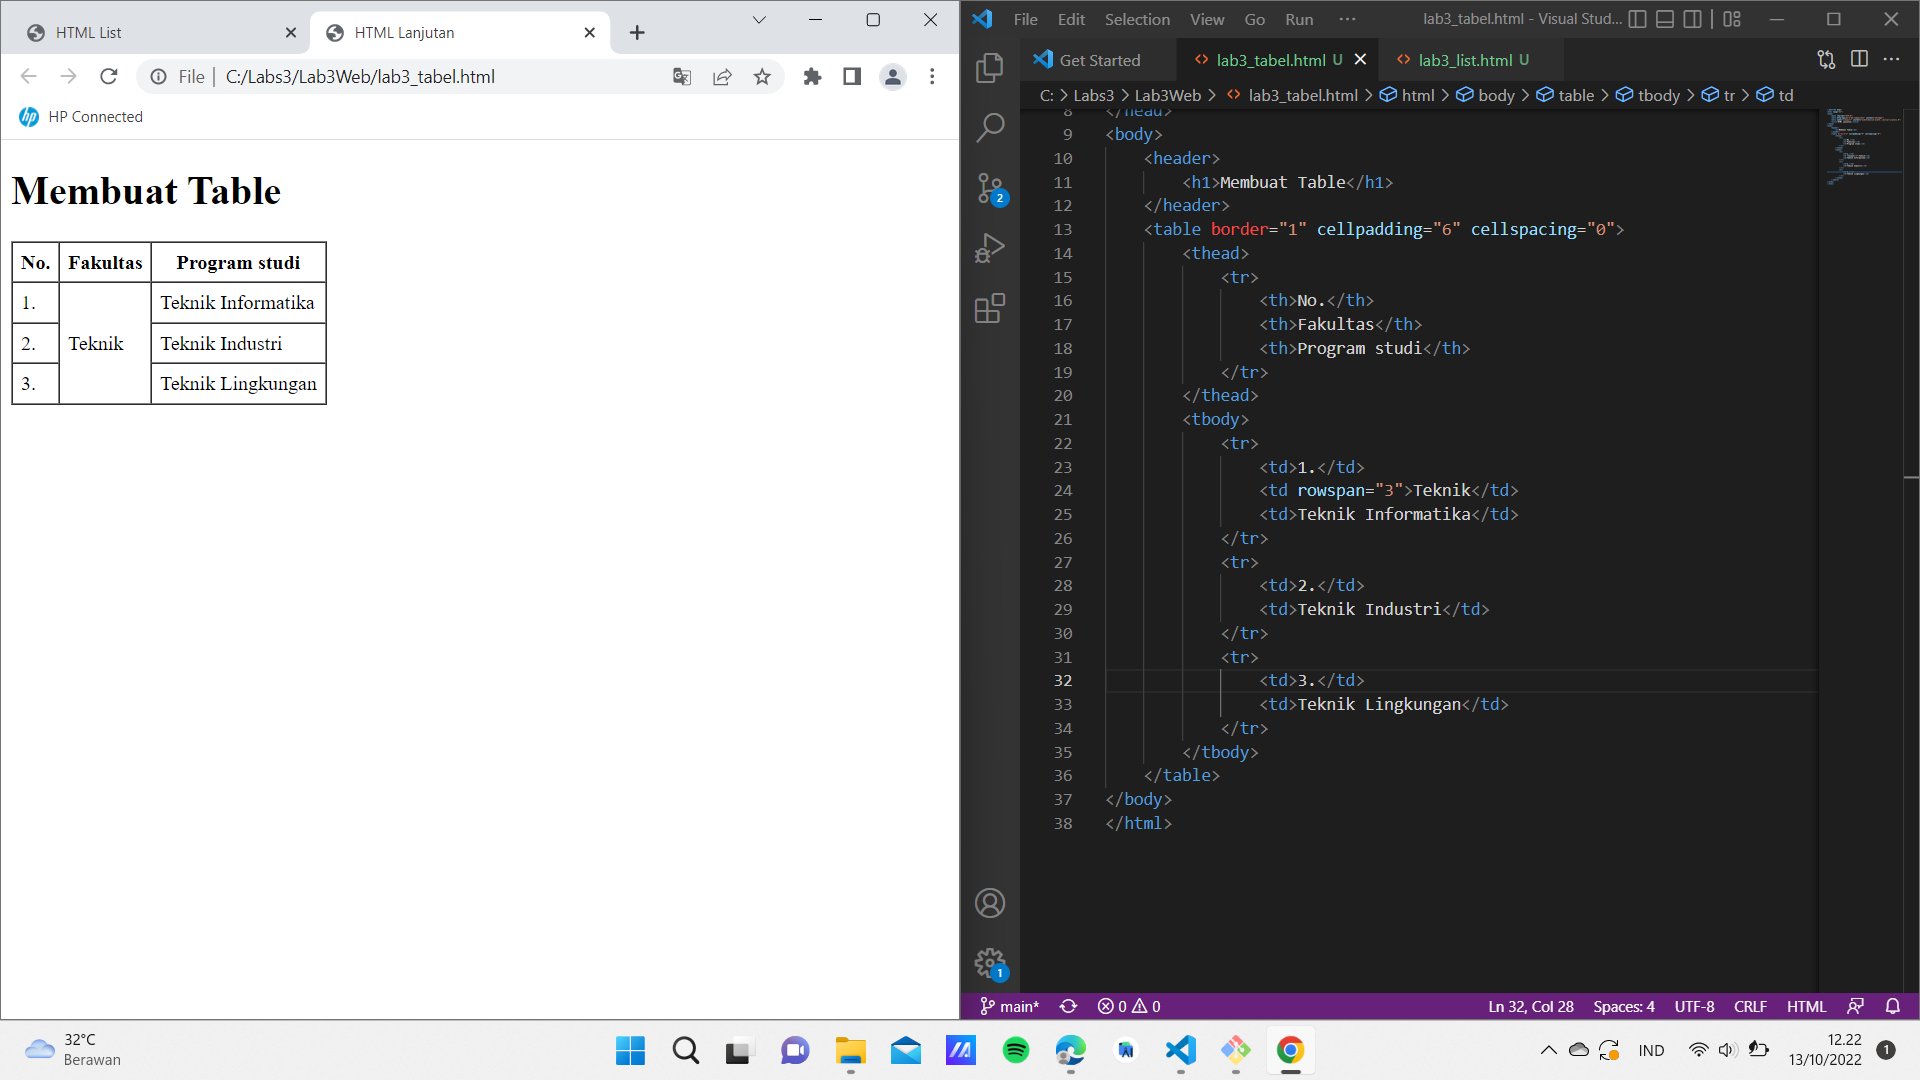 HTML List
HTML Lanjutan
File
C:/Labs3/Lab3Web/lab3_tabel.html
HP Connected
Membuat Table
No. Fakultas Program studi
1. Teknik Informatika
2. Teknik Teknik Industri
3. Teknik Lingkungan
File Edit Selection View Go Run ···
lab3_tabel.html - Visual Stud...
Get Started
lab3_tabel.html U
lab3_list.html U
C: > Labs3 > Lab3Web > lab3_tabel.html > html > body > table > tbody > tr > td
8 </head>
9 <body>
10 <header>
11 <h1>Membuat Table</h1>
12 </header>
13 <table border="1" cellpadding="6" cellspacing="0">
14 <thead>
15 <tr>
16 <th>No.</th>
17 <th>Fakultas</th>
18 <th>Program studi</th>
19 </tr>
20 </thead>
21 <tbody>
22 <tr>
23 <td>1.</td>
24 <td rowspan="3">Teknik</td>
25 <td>Teknik Informatika</td>
26 </tr>
27 <tr>
28 <td>2.</td>
29 <td>Teknik Industri</td>
30 </tr>
31 <tr>
32 <td>3.</td>
33 <td>Teknik Lingkungan</td>
34 </tr>
35 </tbody>
36 </table>
37 </body>
38 </html>
2
1
main* 0 0
Ln 32, Col 28 Spaces: 4 UTF-8 CRLF HTML
32°C
Berawan
IND
12.22
13/10/2022
1